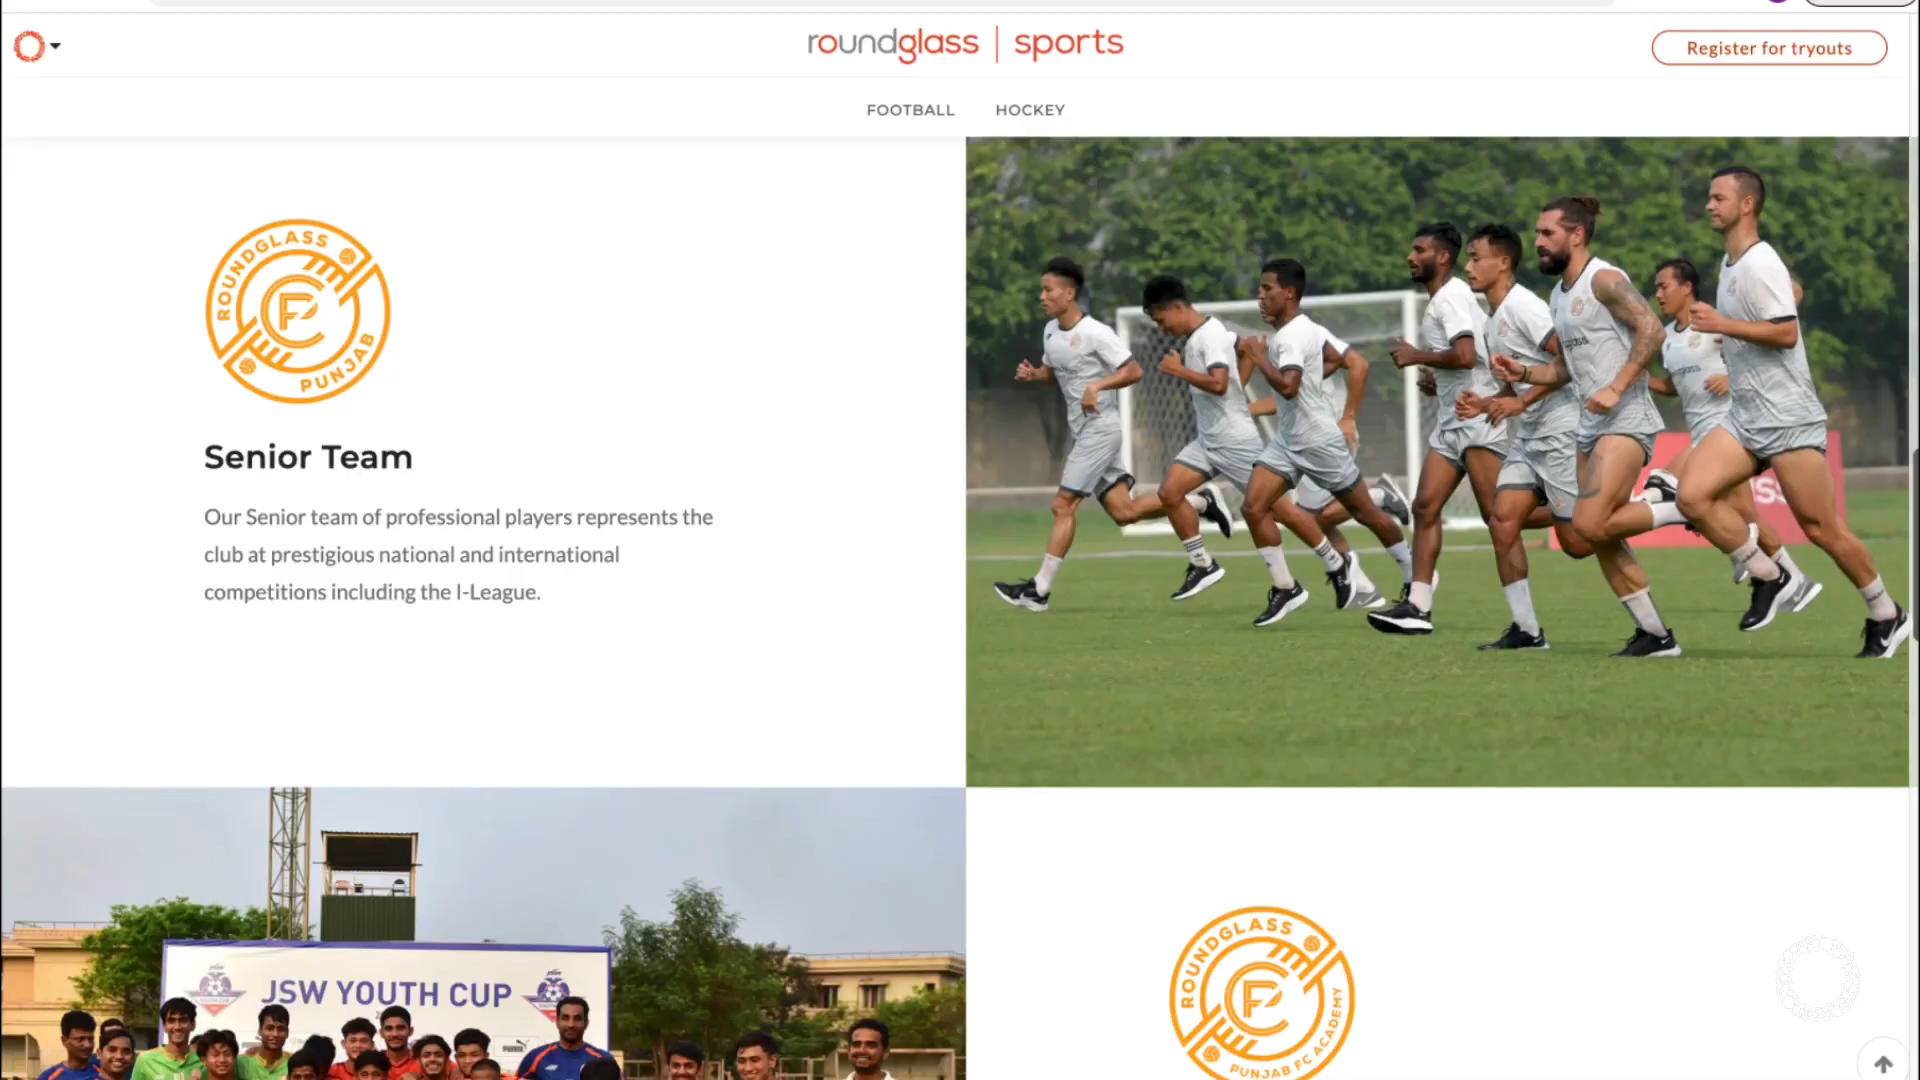 roundglass | sports
Register for tryouts
FOOTBALL HOCKEY
ROUNDGLASS
PUNJAB
Senior Team
Our Senior team of professional players represents the
club at prestigious national and international
competitions including the I-League.
JSW YOUTH CUP
PUMA
ROUNDGLASS
PUNJAB FC ACADEMY